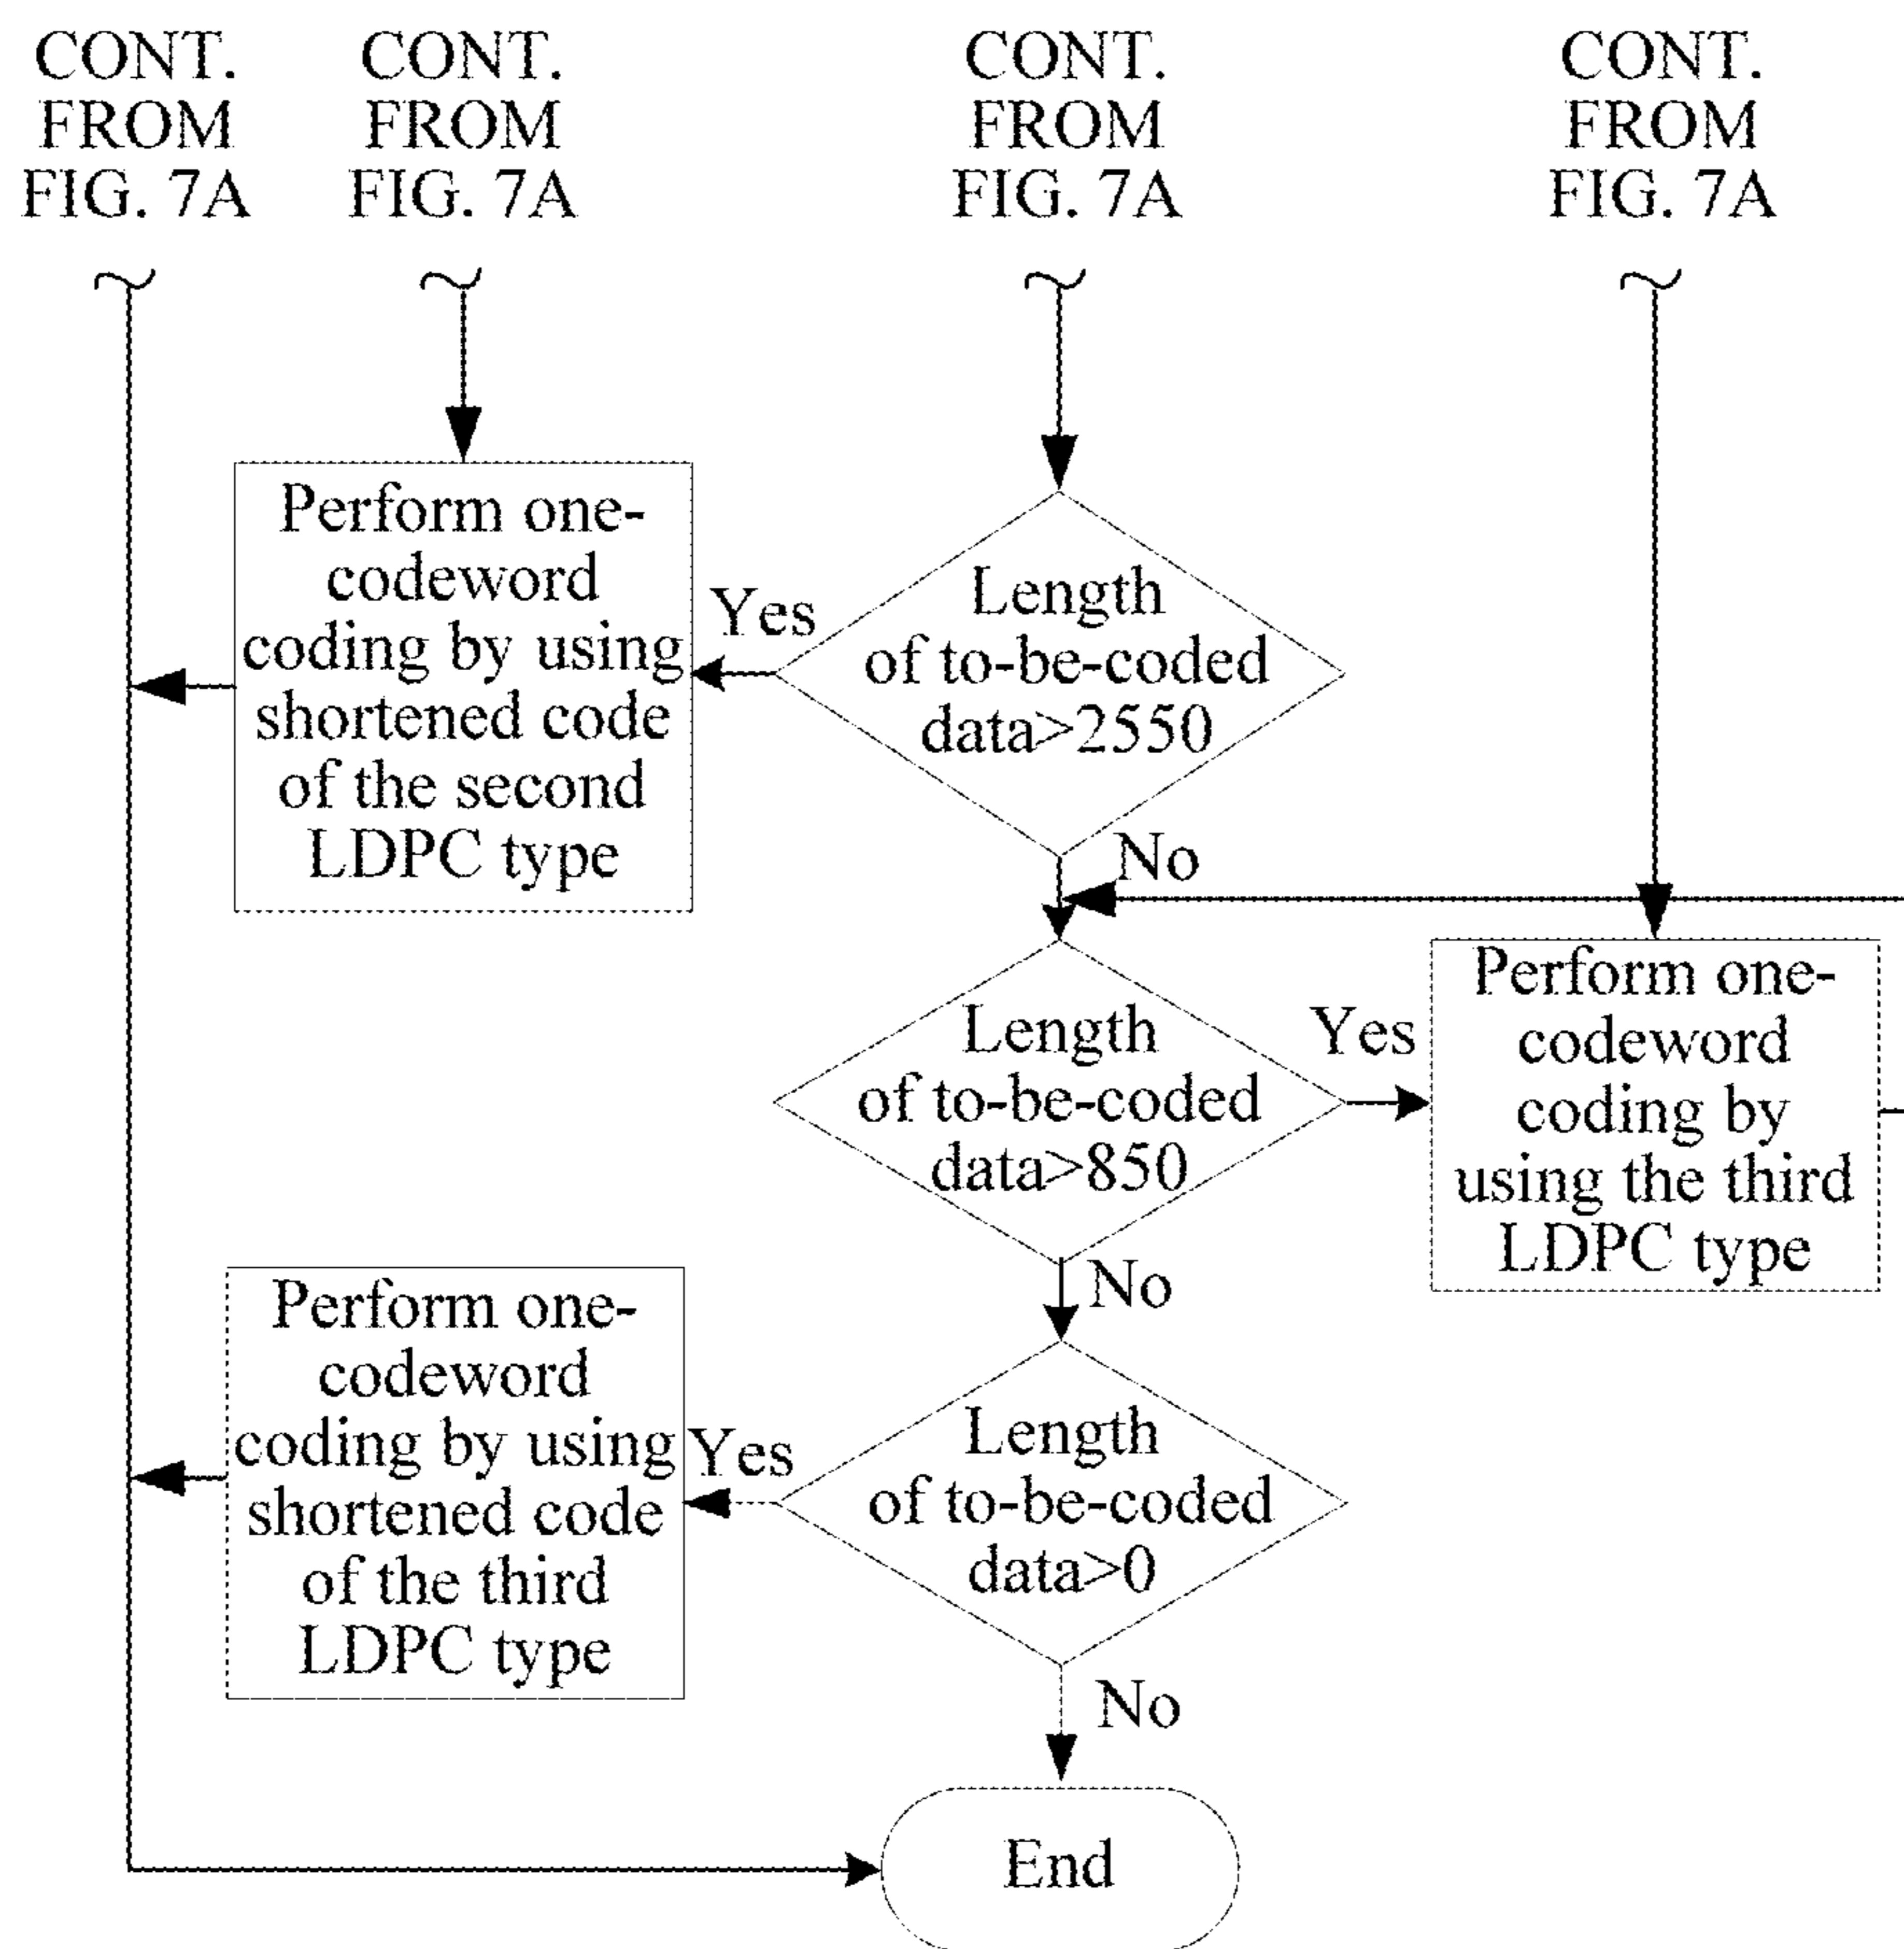 CONT.
FROM
FIG. 7A
CONT.
FROM
FIG. 7A
CONT.
FROM
FIG. 7A
CONT.
FROM
FIG. 7A
Perform one-
codeword
coding by using
shortened code
of the second
LDPC type
Yes
Length
of to-be-coded
data>2550
No
Length
of to-be-coded
data>850
Yes
Perform one-
codeword
coding by
using the third
LDPC type
No
Perform one-
codeword
coding by using
shortened code
of the third
LDPC type
Yes
Length
of to-be-coded
data>0
No
End